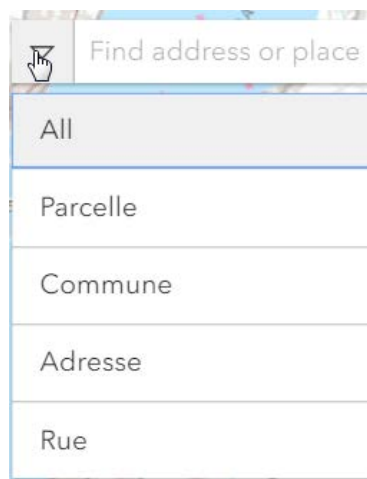 Find address or place
All
Parcelle
Commune
Adresse
Rue